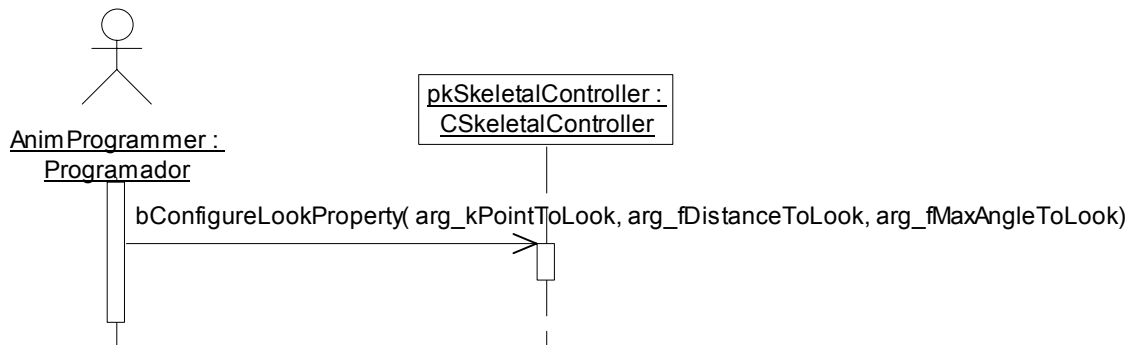 AnimProgrammer :
Programador
pkSkeletalController :
CSkeletalController
bConfigureLookProperty( arg_kPointToLook, arg_fDistanceToLook, arg_fMaxAngleToLook)